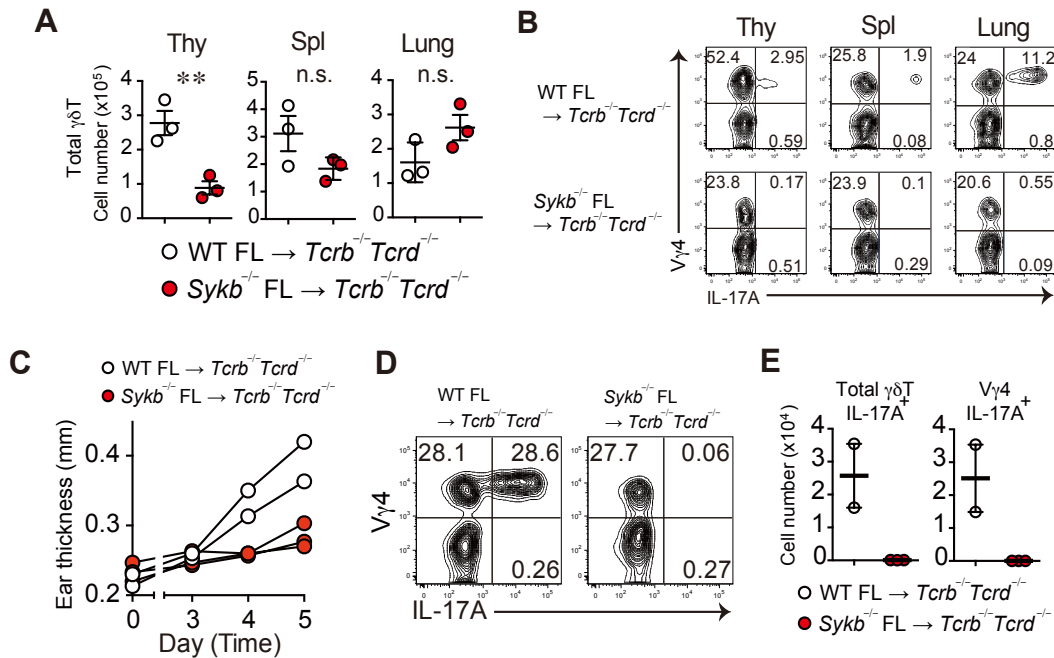 A
Thy
Spl
Lung
**
n.s.
n.s.
Total γδT
Cell number (x10⁵)
4
3
2
1
0
5
4
3
2
1
0
4
3
2
1
0
WT FL → Tcrb⁻/⁻Tcrd⁻/⁻
Sykb⁻/⁻ FL → Tcrb⁻/⁻Tcrd⁻/⁻
B
Thy
Spl
Lung
WT FL
→ Tcrb⁻/⁻Tcrd⁻/⁻
52.4 2.95
0.59
25.8 1.9
0.08
24 11.2
0.8
Sykb⁻/⁻ FL
→ Tcrb⁻/⁻Tcrd⁻/⁻
23.8 0.17
0.51
23.9 0.1
0.29
20.6 0.55
0.09
Vγ4
IL-17A
C
WT FL → Tcrb⁻/⁻Tcrd⁻/⁻
Sykb⁻/⁻ FL → Tcrb⁻/⁻Tcrd⁻/⁻
Ear thickness (mm)
0.4
0.3
0.2
0 3 4 5
Day (Time)
D
WT FL
→ Tcrb⁻/⁻Tcrd⁻/⁻
Sykb⁻/⁻ FL
→ Tcrb⁻/⁻Tcrd⁻/⁻
28.1 28.6
0.26
27.7 0.06
0.27
Vγ4
IL-17A
E
Total γδT
IL-17A⁺
Vγ4
IL-17A⁺
Cell number (x10⁴)
4
3
2
1
0
4
3
2
1
0
WT FL → Tcrb⁻/⁻Tcrd⁻/⁻
Sykb⁻/⁻ FL → Tcrb⁻/⁻Tcrd⁻/⁻